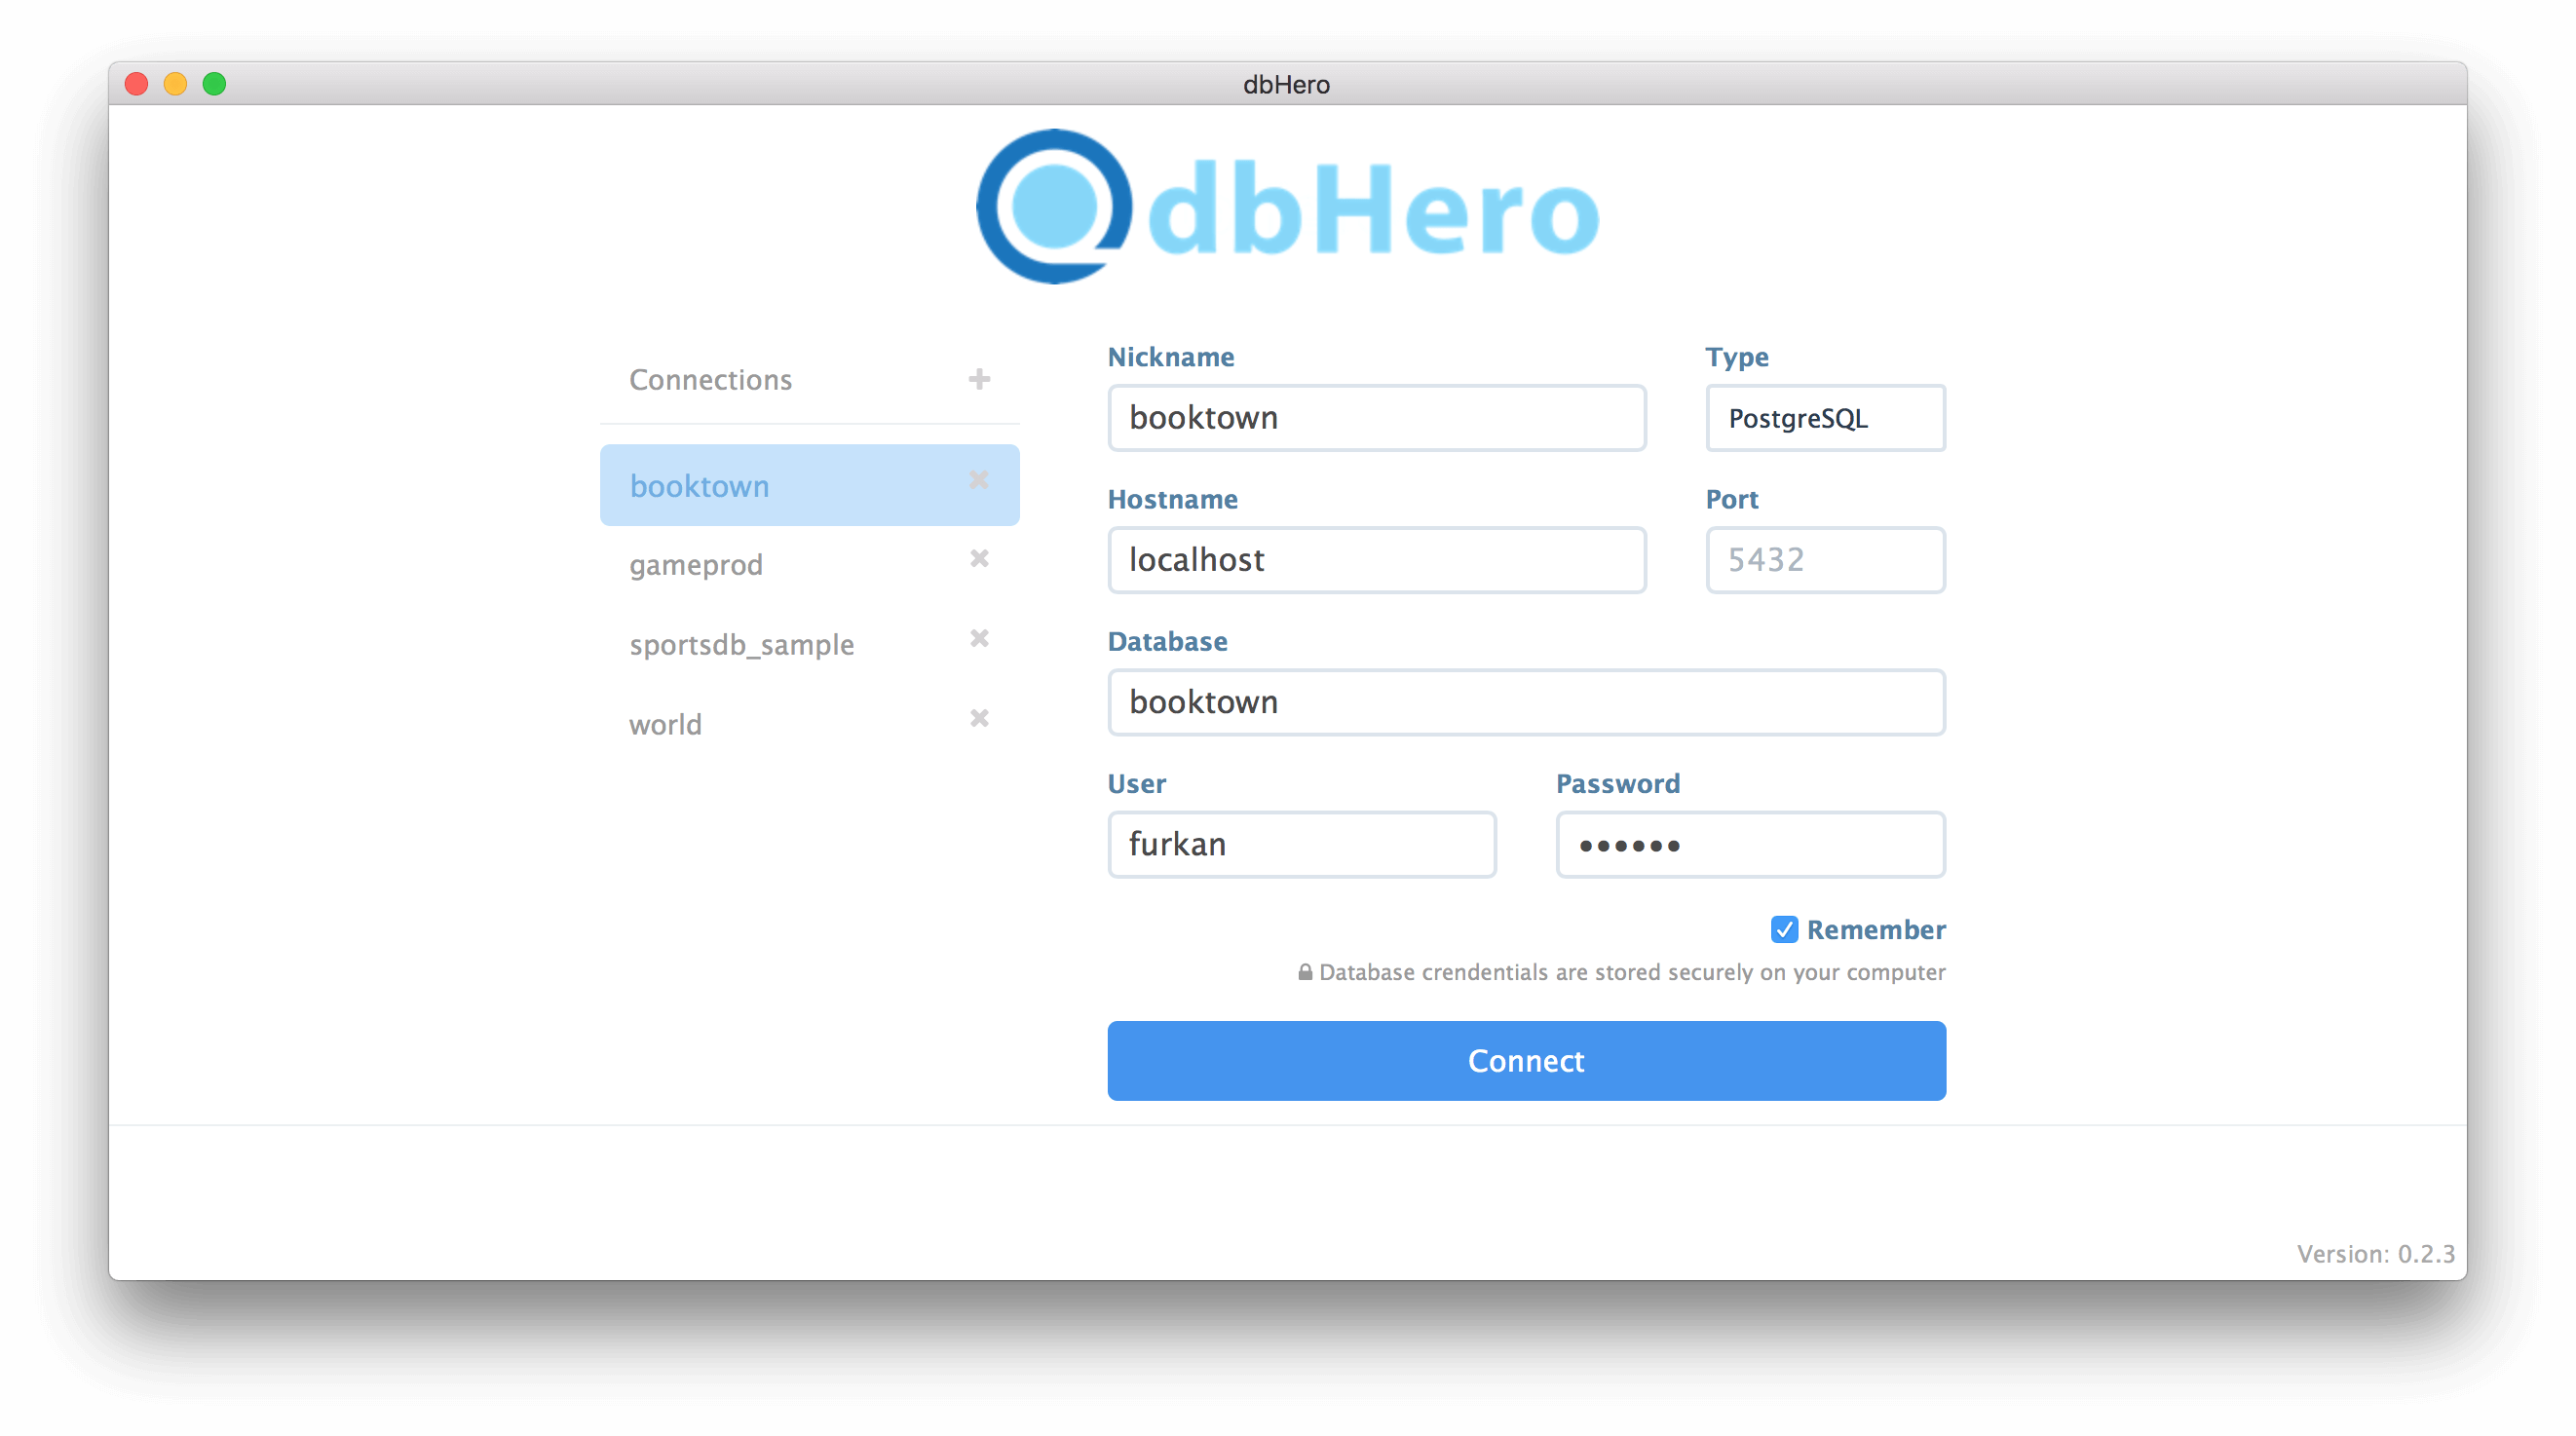 dbHero
dbHero
Connections
booktown
gameprod
sportsdb_sample
world
Nickname
Type
booktown
PostgreSQL
Hostname
Port
localhost
5432
Database
booktown
User
Password
furkan
••••••
Remember
Database crendentials are stored securely on your computer
Connect
Version: 0.2.3